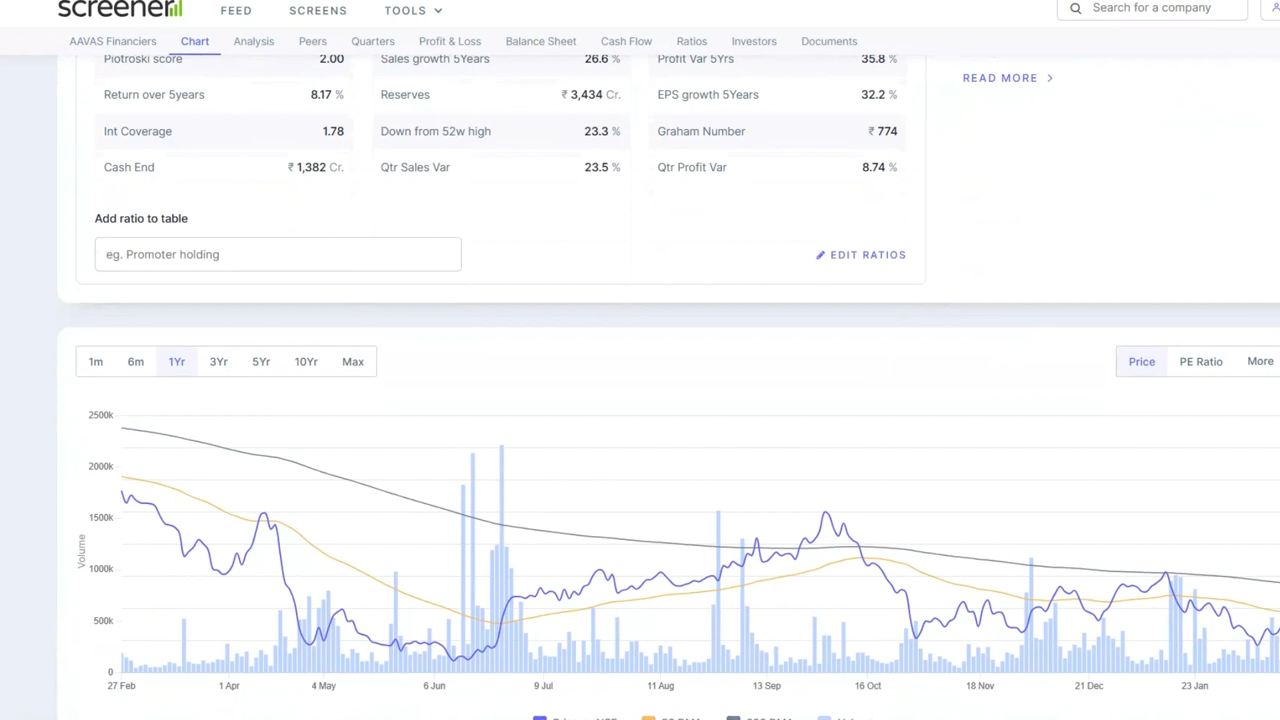 screener
FEED SCREENS TOOLS
Search for a company
AAVAS Financiers Chart Analysis Peers Quarters Profit & Loss Balance Sheet Cash Flow Ratios Investors Documents
Piotroski score 2.00 Sales growth 5Years 26.6 % Profit Var 5Yrs 35.8 %
READ MORE
Return over 5years 8.17 % Reserves ₹ 3,434 Cr. EPS growth 5Years 32.2 %
Int Coverage 1.78 Down from 52w high 23.3 % Graham Number ₹ 774
Cash End ₹ 1,382 Cr. Qtr Sales Var 23.5 % Qtr Profit Var 8.74 %
Add ratio to table
eg. Promoter holding
EDIT RATIOS
1m 6m 1Yr 3Yr 5Yr 10Yr Max
Price PE Ratio More
2500k
2000k
1500k
1000k
500k
0
Volume
27 Feb 1 Apr 4 May 6 Jun 9 Jul 11 Aug 13 Sep 16 Oct 18 Nov 21 Dec 23 Jan